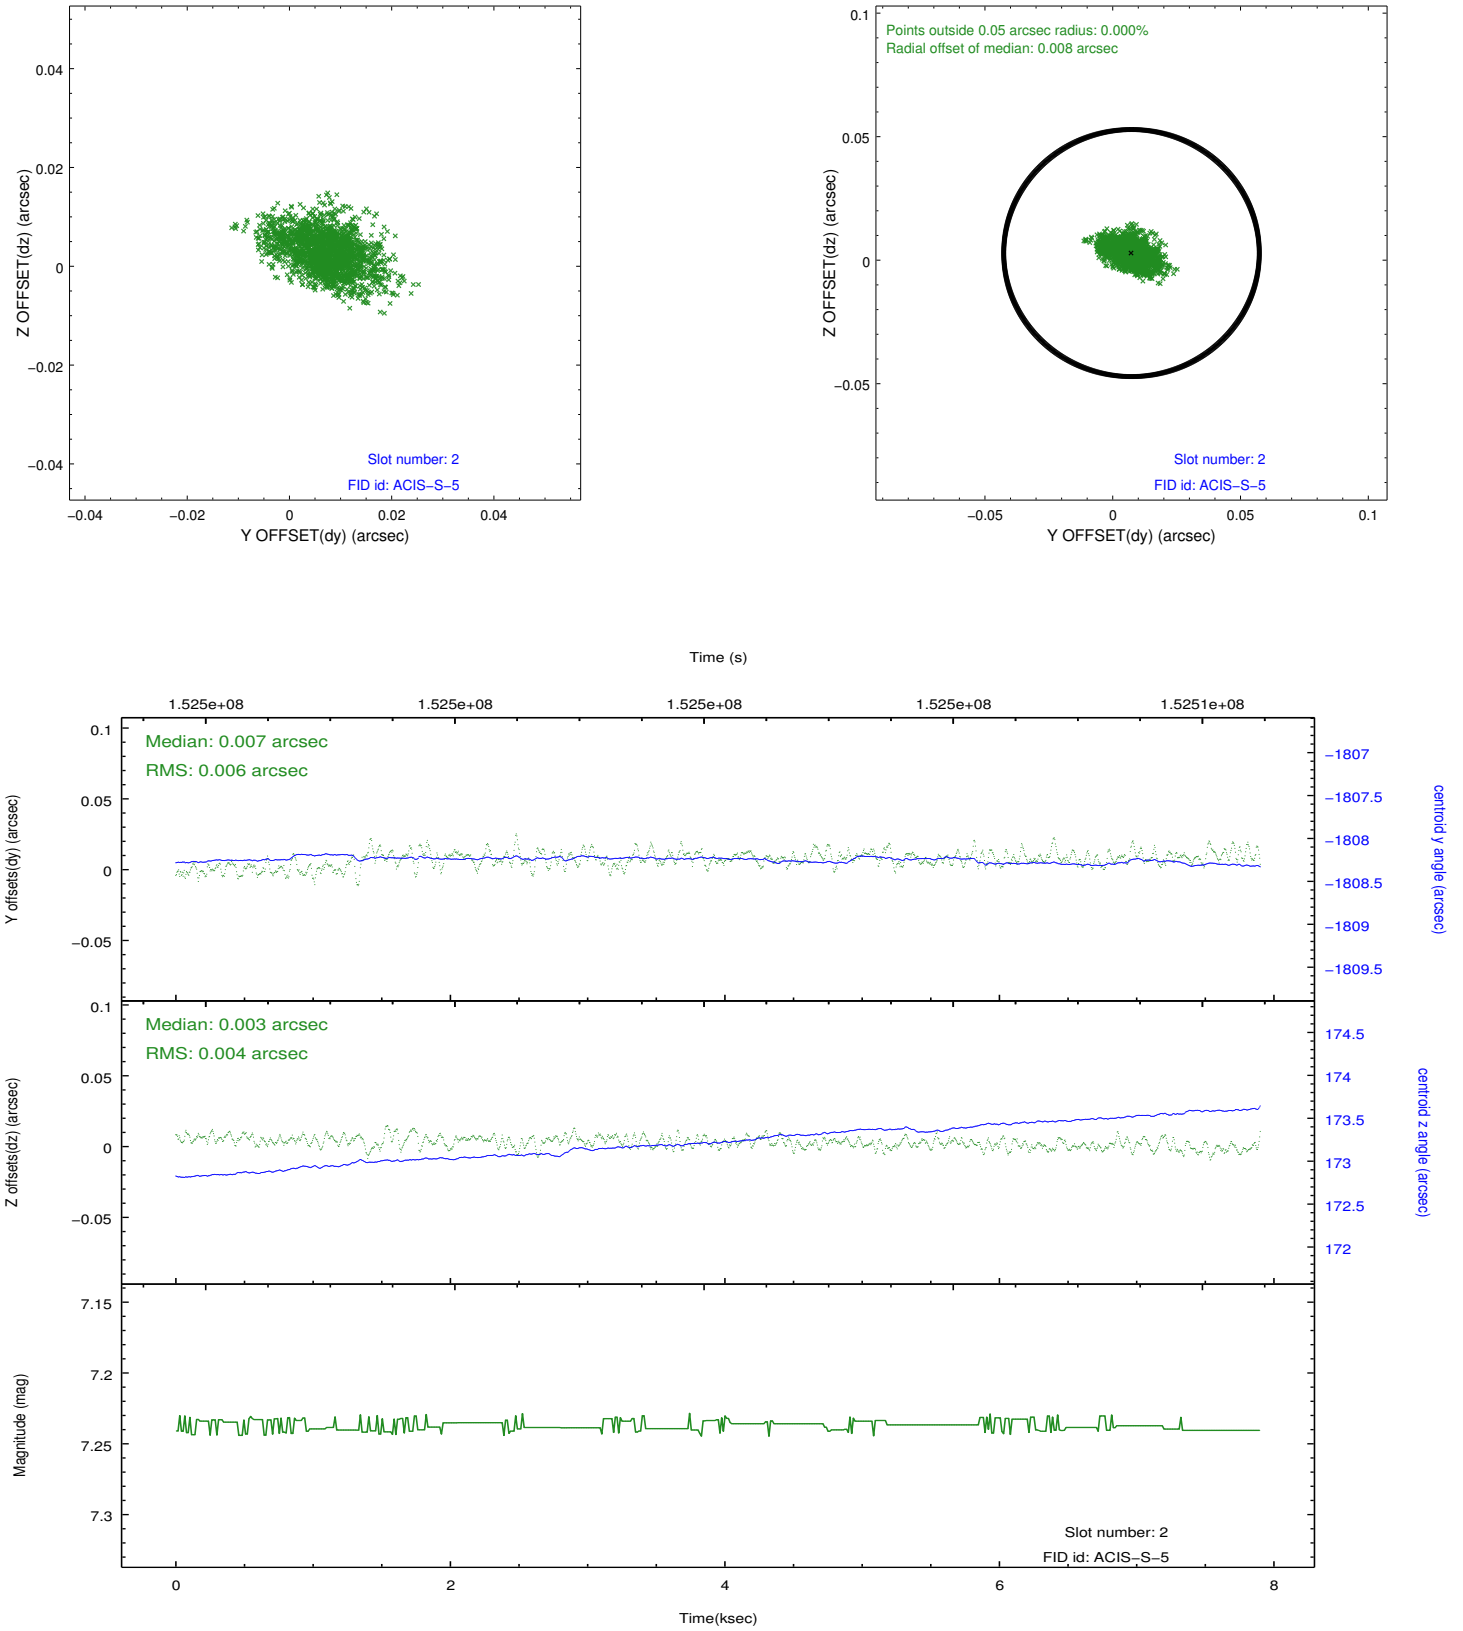 0.04
0.02
0
−0.02
−0.04
Z OFFSET(dz) (arcsec)
Slot number: 2
FID id: ACIS−S−5
−0.04
−0.02
0
0.02
0.04
Y OFFSET(dy) (arcsec)
Points outside 0.05 arcsec radius: 0.000%
Radial offset of median: 0.008 arcsec
0.1
0.05
0
−0.05
Z OFFSET(dz) (arcsec)
Slot number: 2
FID id: ACIS−S−5
−0.05
0
0.05
0.1
Y OFFSET(dy) (arcsec)
Time (s)
1.525e+08
1.525e+08
1.525e+08
1.525e+08
1.5251e+08
Median: 0.007 arcsec
RMS: 0.006 arcsec
0.1
0.05
0
−0.05
Y offsets(dy) (arcsec)
−1807
−1807.5
−1808
−1808.5
−1809
−1809.5
centroid y angle (arcsec)
Median: 0.003 arcsec
RMS: 0.004 arcsec
0.1
0.05
0
−0.05
Z offsets(dz) (arcsec)
174.5
174
173.5
173
172.5
172
centroid z angle (arcsec)
7.15
7.2
7.25
7.3
Magnitude (mag)
Slot number: 2
FID id: ACIS−S−5
0
2
4
6
8
Time(ksec)